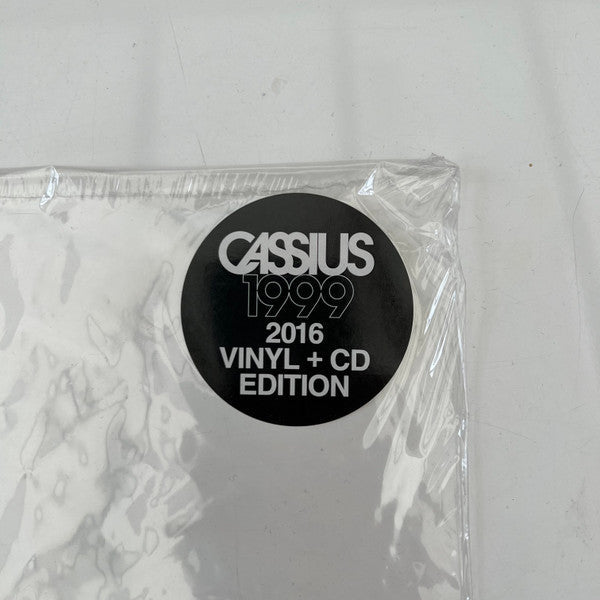 CASSIUS
1999
2016
VINYL + CD
EDITION